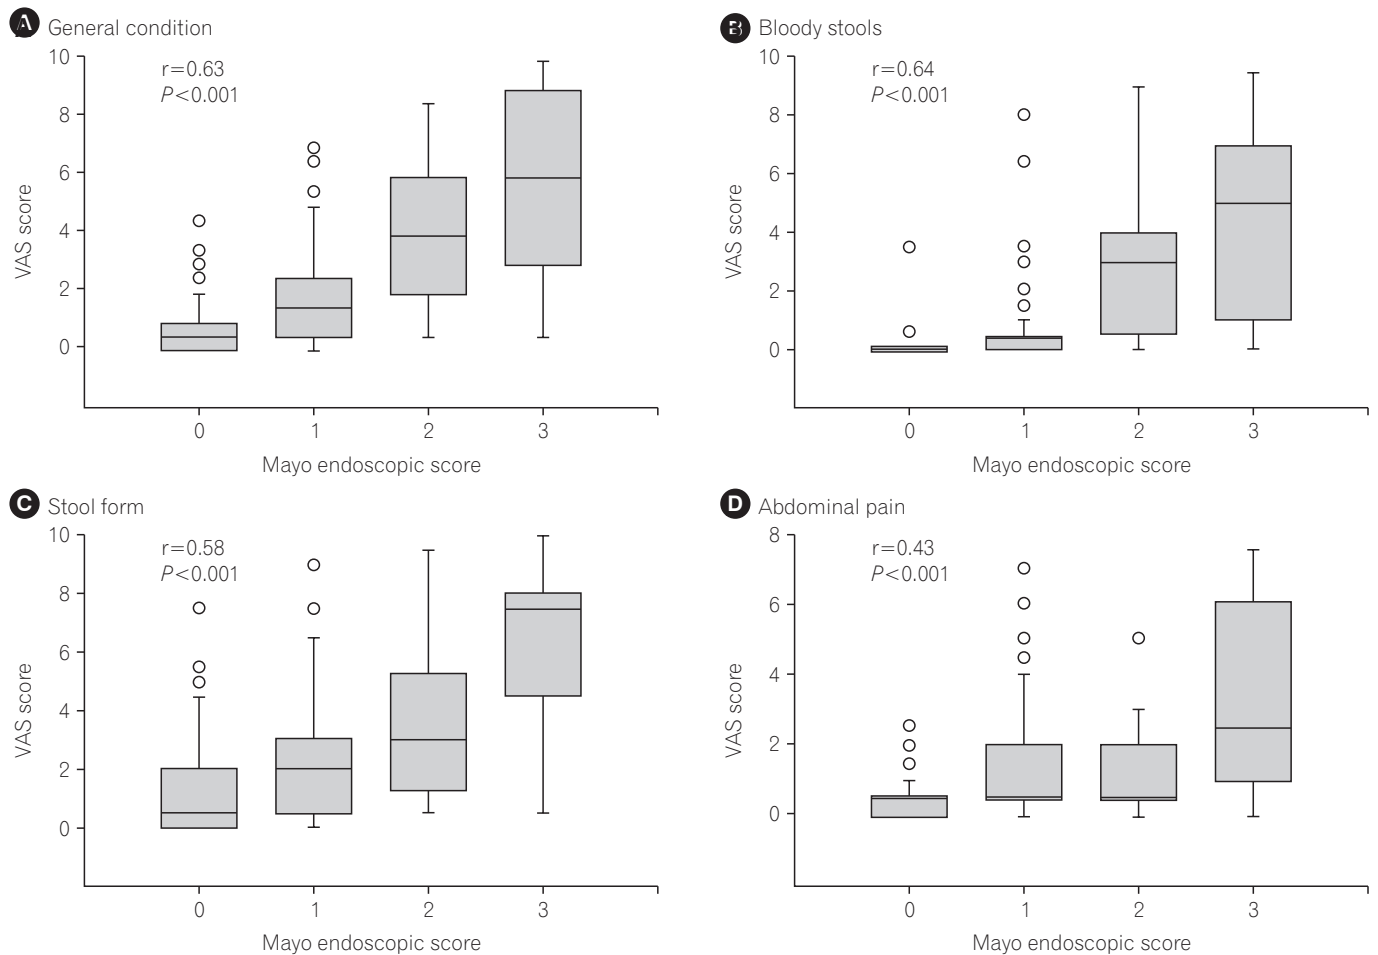 A General condition
r=0.63
P<0.001
10
8
6
4
2
0
VAS score
0 1 2 3
Mayo endoscopic score
B Bloody stools
r=0.64
P<0.001
10
8
6
4
2
0
VAS score
0 1 2 3
Mayo endoscopic score
C Stool form
r=0.58
P<0.001
10
8
6
4
2
0
VAS score
0 1 2 3
Mayo endoscopic score
D Abdominal pain
r=0.43
P<0.001
8
6
4
2
0
VAS score
0 1 2 3
Mayo endoscopic score